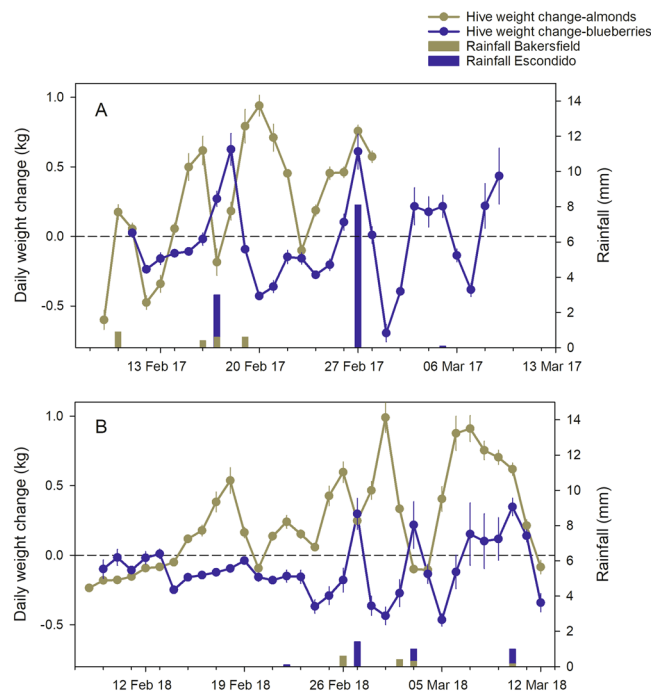 Hive weight change-almonds
Hive weight change-blueberries
Rainfall Bakersfield
Rainfall Escondido
A
Daily weight change (kg)
1.0
0.5
0.0
-0.5
Rainfall (mm)
14
12
10
8
6
4
2
0
13 Feb 17
20 Feb 17
27 Feb 17
06 Mar 17
13 Mar 17
B
Daily weight change (kg)
1.0
0.5
0.0
-0.5
Rainfall (mm)
14
12
10
8
6
4
2
0
12 Feb 18
19 Feb 18
26 Feb 18
05 Mar 18
12 Mar 18